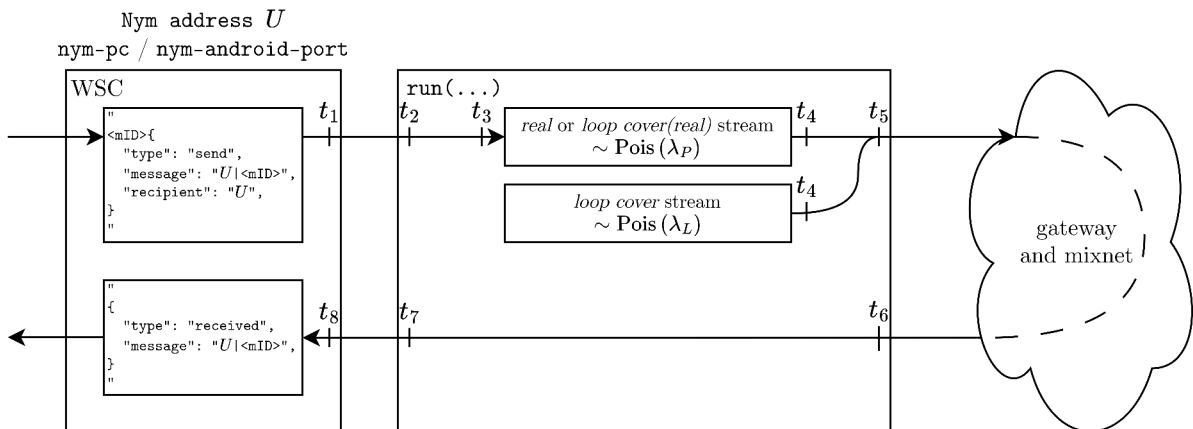 Nym address U
nym-pc / nym-android-port
WSC
"
<mID>{
"type": "send",
"message": "U|<mID>",
"recipient": "U",
}
"
t1
run(...)
t2
t3
real or loop cover(real) stream
∼ Pois (λP)
t4
t5
loop cover stream
∼ Pois (λL)
t4
gateway
and mixnet
"
{
"type": "received",
"message": "U|<mID>",
}
"
t8
t7
t6